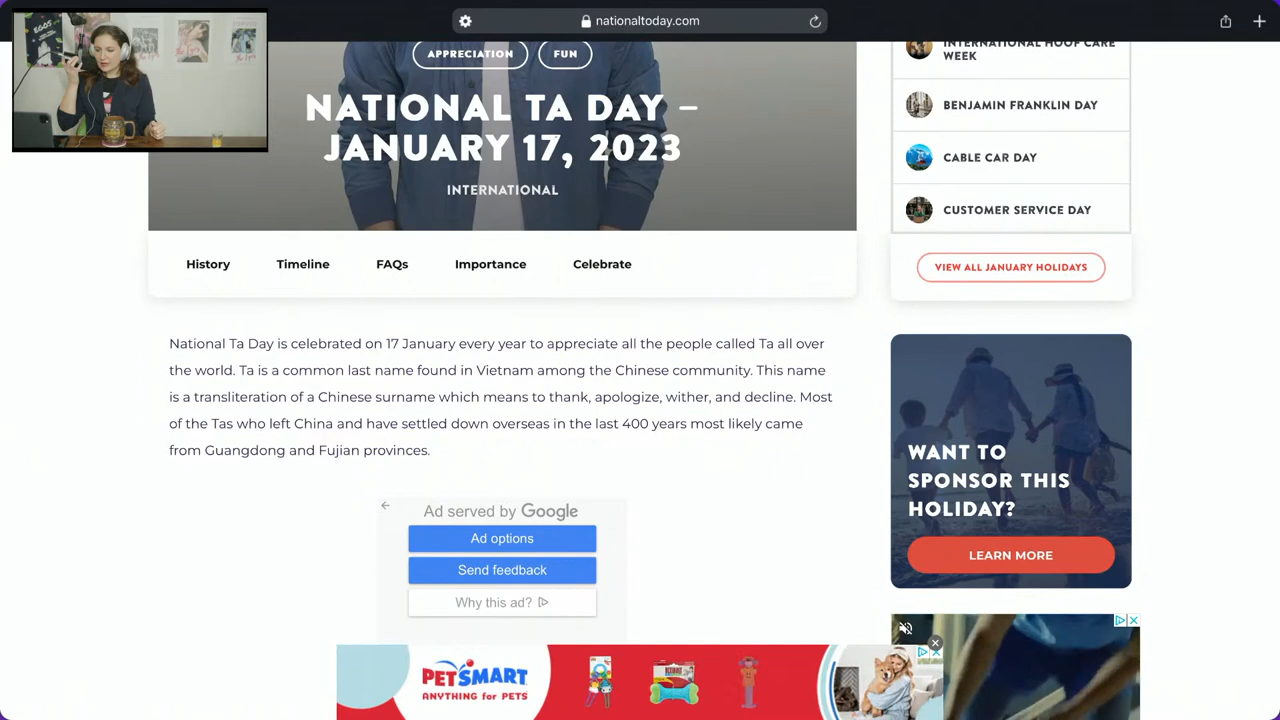 nationaltoday.com
APPRECIATION
FUN
NATIONAL TA DAY –
JANUARY 17, 2023
INTERNATIONAL
History
Timeline
FAQs
Importance
Celebrate
National Ta Day is celebrated on 17 January every year to appreciate all the people called Ta all over
the world. Ta is a common last name found in Vietnam among the Chinese community. This name
is a transliteration of a Chinese surname which means to thank, apologize, wither, and decline. Most
of the Tas who left China and have settled down overseas in the last 400 years most likely came
from Guangdong and Fujian provinces.
Ad served by Google
Ad options
Send feedback
Why this ad?
PETSMART
ANYTHING for PETS
INTERNATIONAL HOOF CARE
WEEK
BENJAMIN FRANKLIN DAY
CABLE CAR DAY
CUSTOMER SERVICE DAY
VIEW ALL JANUARY HOLIDAYS
WANT TO
SPONSOR THIS
HOLIDAY?
LEARN MORE